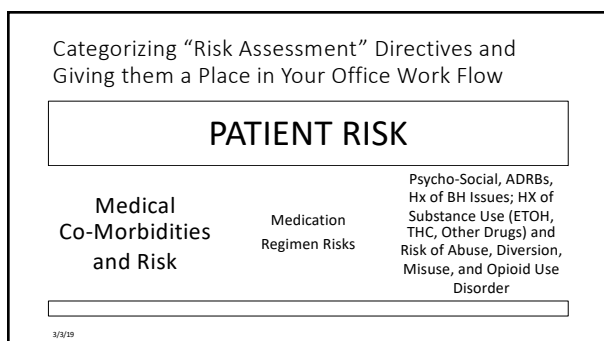 Categorizing “Risk Assessment” Directives and
Giving them a Place in Your Office Work Flow
PATIENT RISK
Medical
Co-Morbidities
and Risk
Medication
Regimen Risks
Psycho-Social, ADRBs,
Hx of BH Issues; HX of
Substance Use (ETOH,
THC, Other Drugs) and
Risk of Abuse, Diversion,
Misuse, and Opioid Use
Disorder
3/3/19